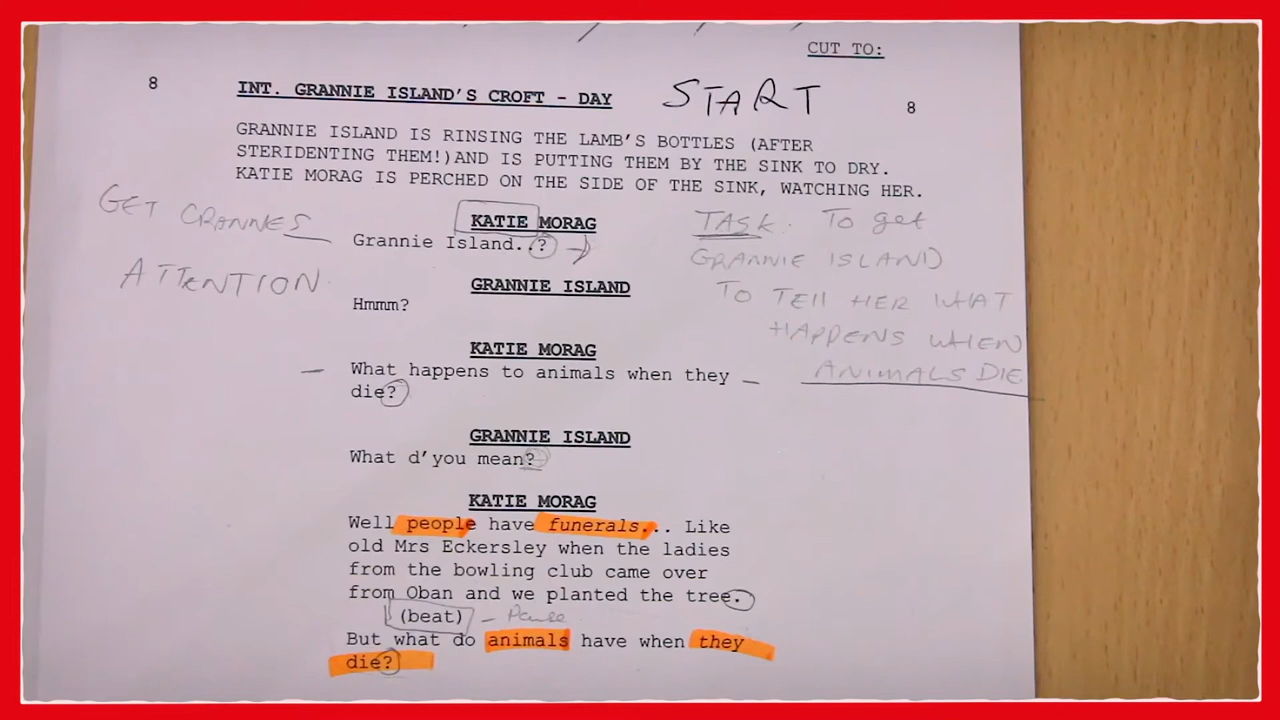 CUT TO:
8 INT. GRANNIE ISLAND'S CROFT - DAY START 8
GRANNIE ISLAND IS RINSING THE LAMB'S BOTTLES (AFTER
STERIDENTING THEM!)AND IS PUTTING THEM BY THE SINK TO DRY.
KATIE MORAG IS PERCHED ON THE SIDE OF THE SINK, WATCHING HER.
GET GRANNES
ATTENTION
KATIE MORAG
Grannie Island..?
TASK. To get
GRANNIE ISLAND
TO TEll HER WHAT
HAPPENS WHEN
ANIMALS DIE
GRANNIE ISLAND
Hmmm?
KATIE MORAG
What happens to animals when they
die?
GRANNIE ISLAND
What d'you mean?
KATIE MORAG
Well people have funerals... Like
old Mrs Eckersley when the ladies
from the bowling club came over
from Oban and we planted the tree.
(beat) - Pause
But what do animals have when they
die?